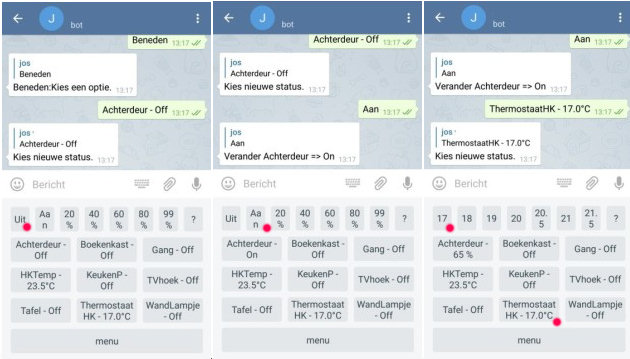 J
bot
Beneden 13:17
jos
Beneden
Beneden:Kies een optie. 13:17
Achterdeur - Off 13:17
jos
Achterdeur - Off
Kies nieuwe status. 13:17
Bericht
Uit Aa n 20 % 40 % 60 % 80 % 99 % ?
Achterdeur - Off Boekenkast - Off Gang - Off
HKTemp - 23.5°C KeukenP - Off TVhoek - Off
Tafel - Off Thermostaat HK - 17.0°C WandLampje - Off
menu
J
bot
Achterdeur - Off 13:17
jos
Achterdeur - Off
Kies nieuwe status. 13:17
Aan 13:17
jos
Aan
Verander Achterdeur => On 13:17
Bericht
Uit Aa n 20 % 40 % 60 % 80 % 99 % ?
Achterdeur - On Boekenkast - Off Gang - Off
HKTemp - 23.5°C KeukenP - Off TVhoek - Off
Tafel - Off Thermostaat HK - 17.0°C WandLampje - Off
menu
J
bot
Aan 13:17
jos
Aan
Verander Achterdeur => On 13:17
ThermostaatHK - 17.0°C 13:17
jos
ThermostaatHK - 17.0°C
Kies nieuwe status. 13:17
Bericht
17 18 19 20 20. 5 21 21. 5 ?
Achterdeur - 65 % Boekenkast - Off Gang - Off
HKTemp - 23.5°C KeukenP - Off TVhoek - Off
Tafel - Off Thermostaat HK - 17.0°C WandLampje - Off
menu